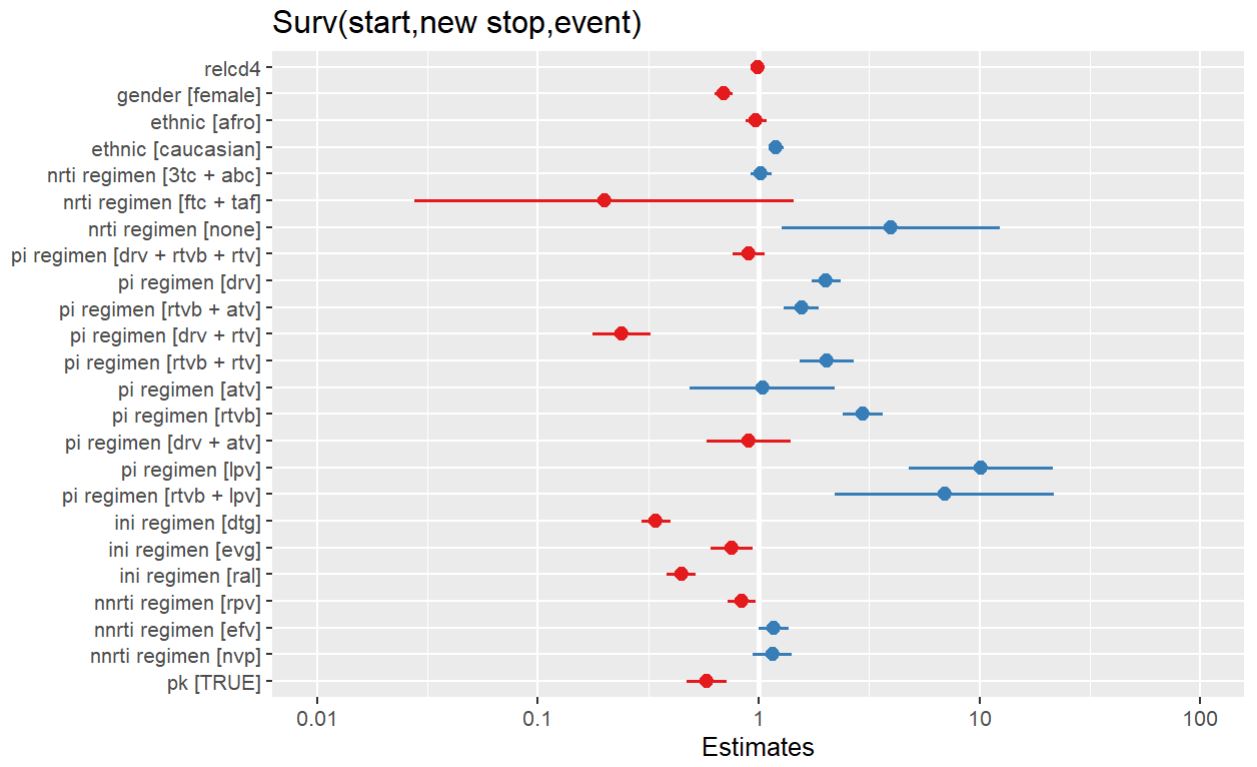 Surv(start,new stop,event)
relcd4
gender [female]
ethnic [afro]
ethnic [caucasian]
nrti regimen [3tc + abc]
nrti regimen [ftc + taf]
nrti regimen [none]
pi regimen [drv + rtvb + rtv]
pi regimen [drv]
pi regimen [rtvb + atv]
pi regimen [drv + rtv]
pi regimen [rtvb + rtv]
pi regimen [atv]
pi regimen [rtvb]
pi regimen [drv + atv]
pi regimen [lpv]
pi regimen [rtvb + lpv]
ini regimen [dtg]
ini regimen [evg]
ini regimen [ral]
nnrti regimen [rpv]
nnrti regimen [efv]
nnrti regimen [nvp]
pk [TRUE]
0.01 0.1 1 10 100
Estimates